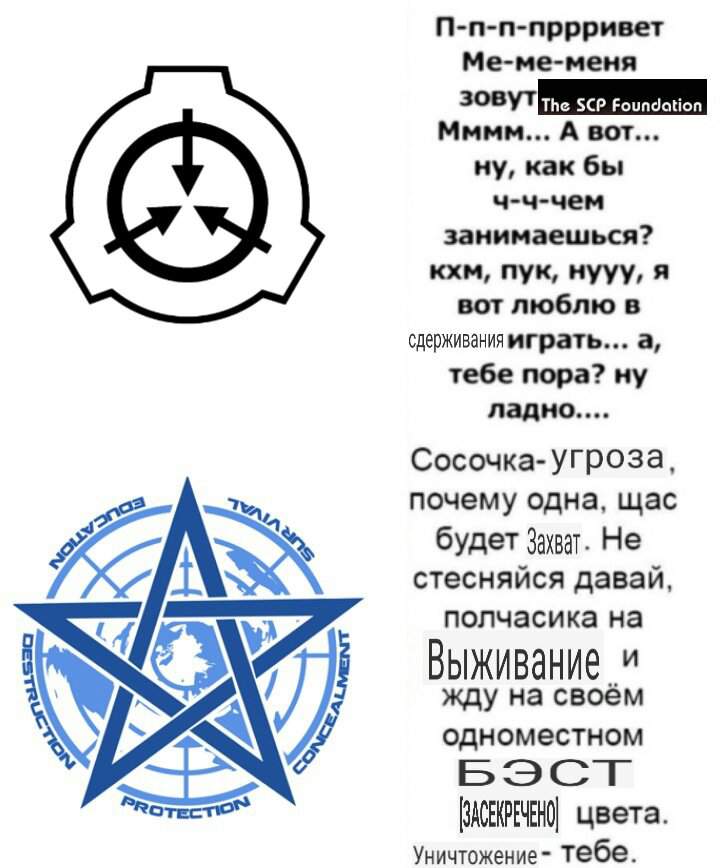 П-п-п-прррривет
Ме-ме-меня
зовут The SCP Foundation
Мммм... А вот...
ну, как бы
ч-ч-чем
занимаешься?
кхм, пук, нууу, я
вот люблю в
сдерживания играть... а,
тебе пора? ну
ладно....
Сосочка-угроза,
почему одна, щас
будет Захват. Не
стесняйся давай,
полчасика на
Выживание и
жду на своём
одноместном
БЭСТ
[ЗАСЕКРЕЧЕНО] цвета.
Уничтожение- тебе.
EDUCATION
SURVIVAL
DESTRUCTION
CONCEALMENT
PROTECTION